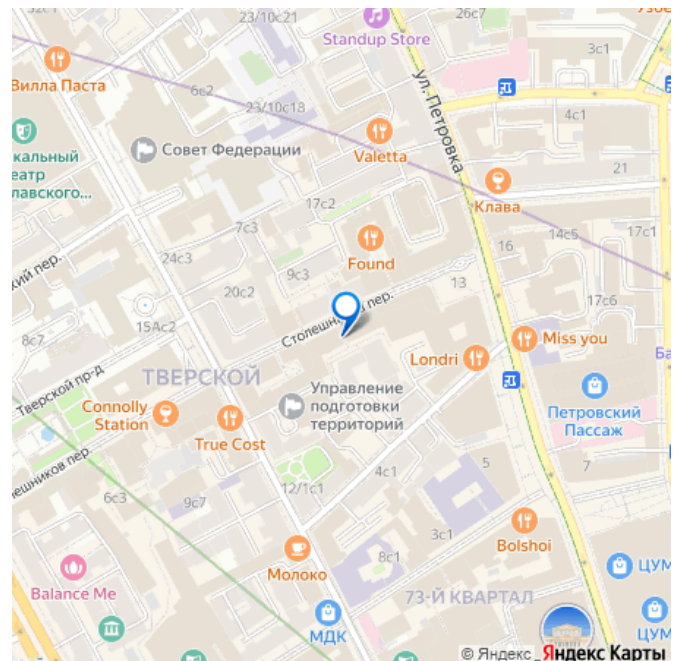 32с1
23/10с21
Standup Store
26с7
3с1
Вилла Паста
6с2
23/10с18
ул. Петровка
4с1
Совет Федерации
Valetta
21
17с2
Клава
7с3
24с3
Found
16
14с5
17с1
20с2
9с3
13
17с6
15Ас2
Столешников пер.
8с7
Miss you
Londri
Тверской пр-д
ТВЕРСКОЙ
Управление
подготовки
территорий
Петровский
Пассаж
Connolly
Station
True Cost
4с1
5
7
12/1с1
6с3
9с7
3с1
Bolshoi
Молоко
8с1
ЦУМ
Balance Me
73-Й КВАРТАЛ
МДК
ЦУМ
© Яндекс
Яндекс Карты